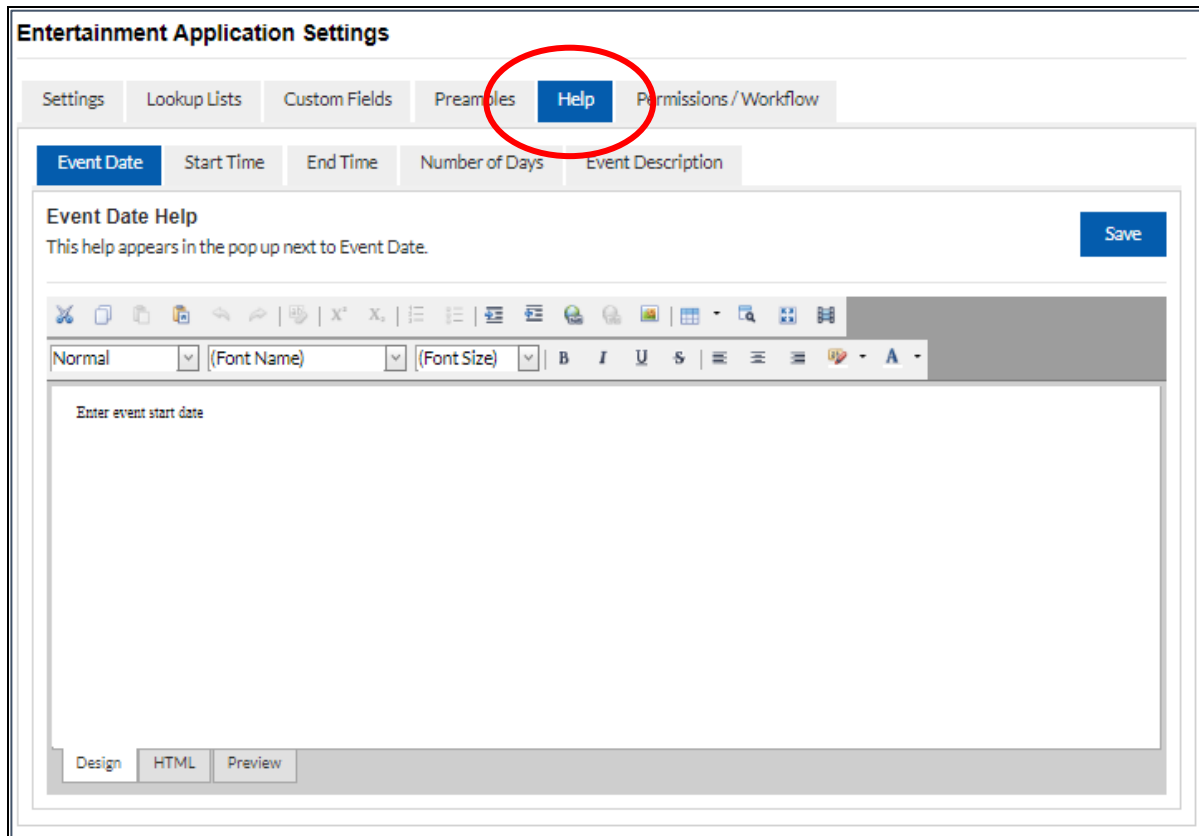 Entertainment Application Settings
Settings Lookup Lists Custom Fields Preambles Help Permissions / Workflow
Event Date Start Time End Time Number of Days Event Description
Event Date Help
This help appears in the pop up next to Event Date.
Save
Normal (Font Name) (Font Size) B I U S A
Enter event start date
Design HTML Preview